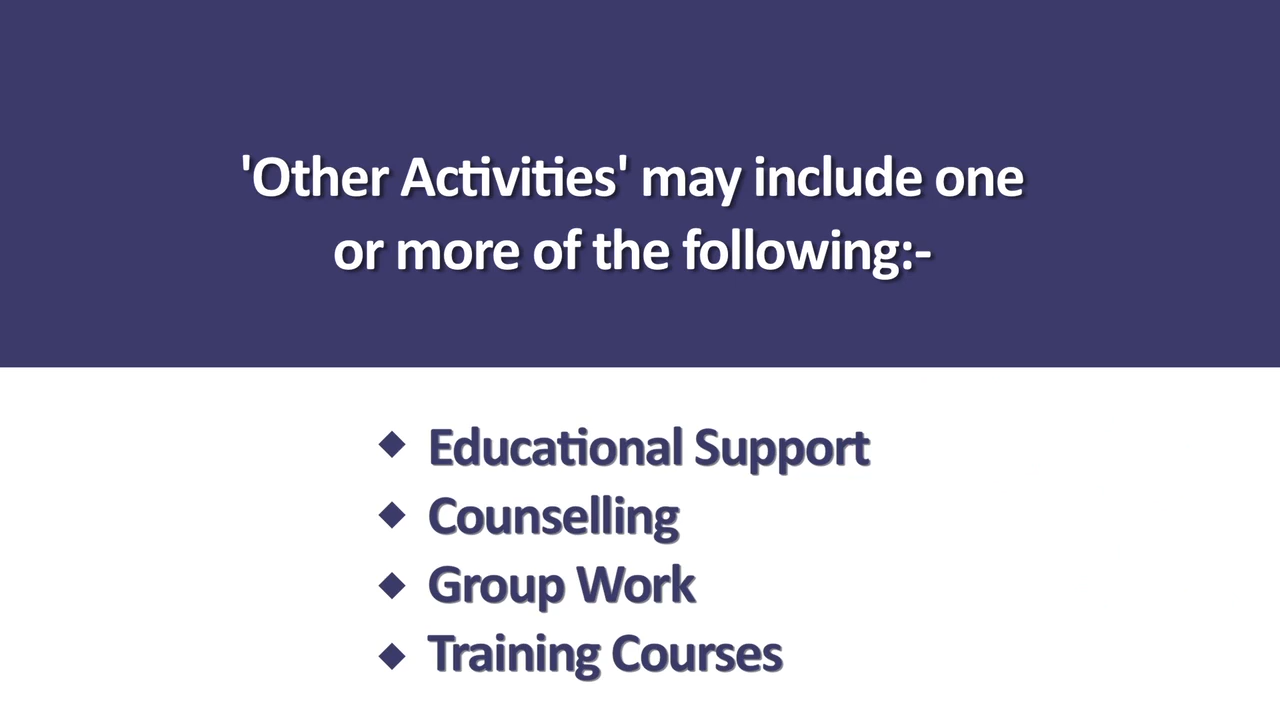 'Other Activities' may include one
or more of the following:-
◆ Educational Support
◆ Counselling
◆ Group Work
◆ Training Courses